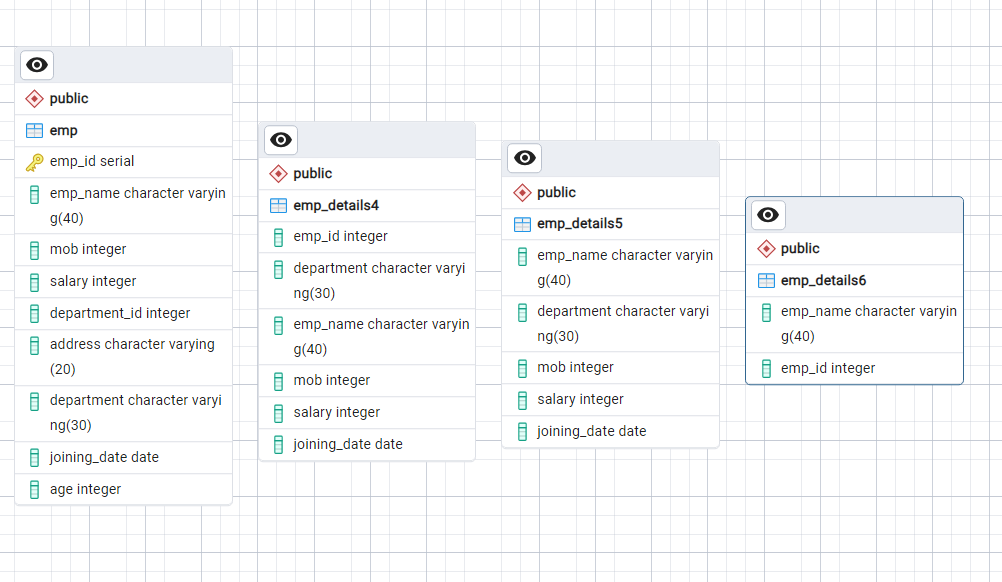 public
emp
emp_id serial
emp_name character varyin
g(40)
mob integer
salary integer
department_id integer
address character varying
(20)
department character varyi
ng(30)
joining_date date
age integer
public
emp_details4
emp_id integer
department character varyi
ng(30)
emp_name character varyin
g(40)
mob integer
salary integer
joining_date date
public
emp_details5
emp_name character varyin
g(40)
department character varyi
ng(30)
mob integer
salary integer
joining_date date
public
emp_details6
emp_name character varyin
g(40)
emp_id integer